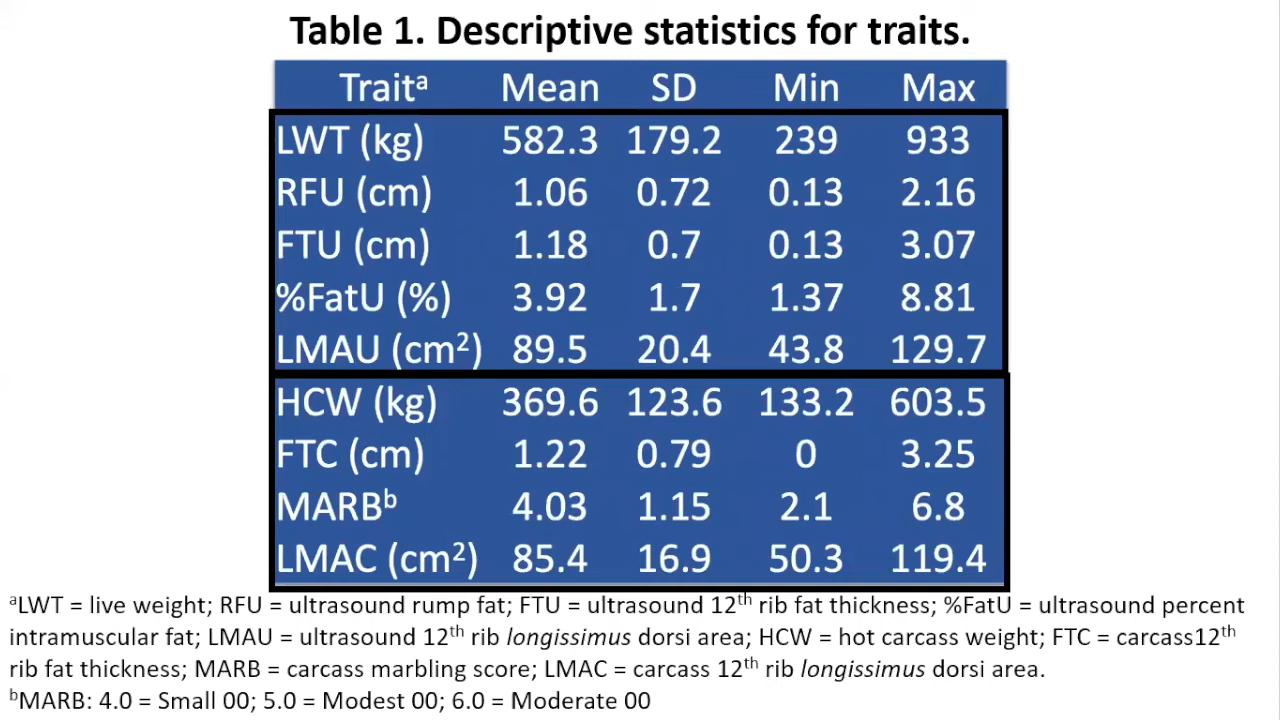 Table 1. Descriptive statistics for traits.
Traitᵃ Mean SD Min Max
LWT (kg) 582.3 179.2 239 933
RFU (cm) 1.06 0.72 0.13 2.16
FTU (cm) 1.18 0.7 0.13 3.07
%FatU (%) 3.92 1.7 1.37 8.81
LMAU (cm²) 89.5 20.4 43.8 129.7
HCW (kg) 369.6 123.6 133.2 603.5
FTC (cm) 1.22 0.79 0 3.25
MARBᵇ 4.03 1.15 2.1 6.8
LMAC (cm²) 85.4 16.9 50.3 119.4
ᵃLWT = live weight; RFU = ultrasound rump fat; FTU = ultrasound 12ᵗʰ rib fat thickness; %FatU = ultrasound percent
intramuscular fat; LMAU = ultrasound 12ᵗʰ rib longissimus dorsi area; HCW = hot carcass weight; FTC = carcass12ᵗʰ
rib fat thickness; MARB = carcass marbling score; LMAC = carcass 12ᵗʰ rib longissimus dorsi area.
ᵇMARB: 4.0 = Small 00; 5.0 = Modest 00; 6.0 = Moderate 00